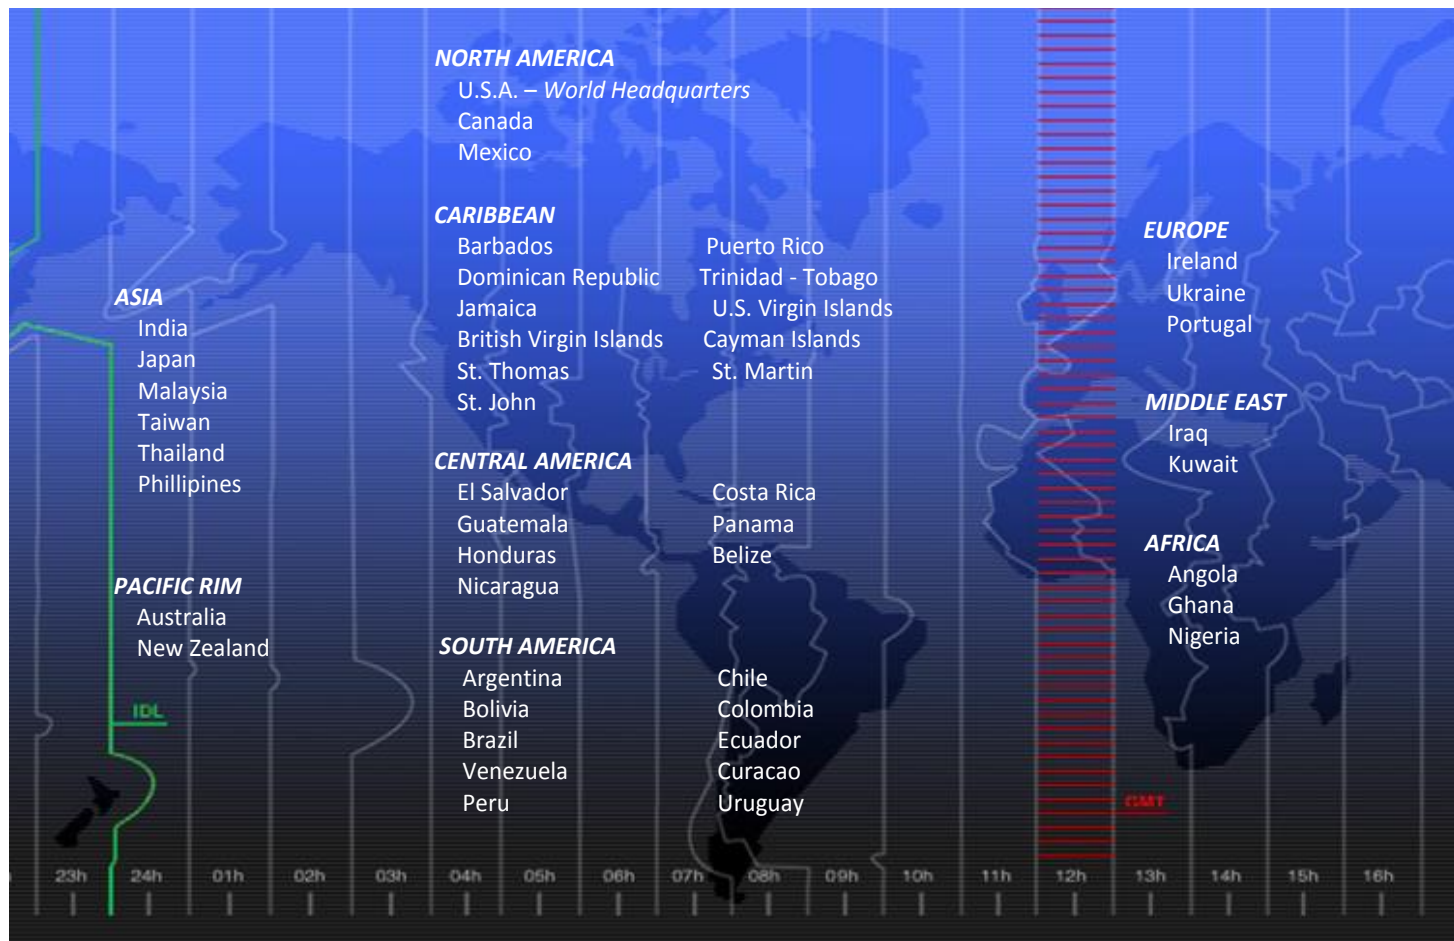 NORTH AMERICA
U.S.A. – World Headquarters
Canada
Mexico
CARIBBEAN
Barbados Puerto Rico
Dominican Republic Trinidad - Tobago
Jamaica U.S. Virgin Islands
British Virgin Islands Cayman Islands
St. Thomas St. Martin
St. John
CENTRAL AMERICA
El Salvador Costa Rica
Guatemala Panama
Honduras Belize
Nicaragua
SOUTH AMERICA
Argentina Chile
Bolivia Colombia
Brazil Ecuador
Venezuela Curacao
Peru Uruguay
ASIA
India
Japan
Malaysia
Taiwan
Thailand
Phillipines
PACIFIC RIM
Australia
New Zealand
EUROPE
Ireland
Ukraine
Portugal
MIDDLE EAST
Iraq
Kuwait
AFRICA
Angola
Ghana
Nigeria
IDL
GMT
23h 24h 01h 02h 03h 04h 05h 06h 07h 08h 09h 10h 11h 12h 13h 14h 15h 16h